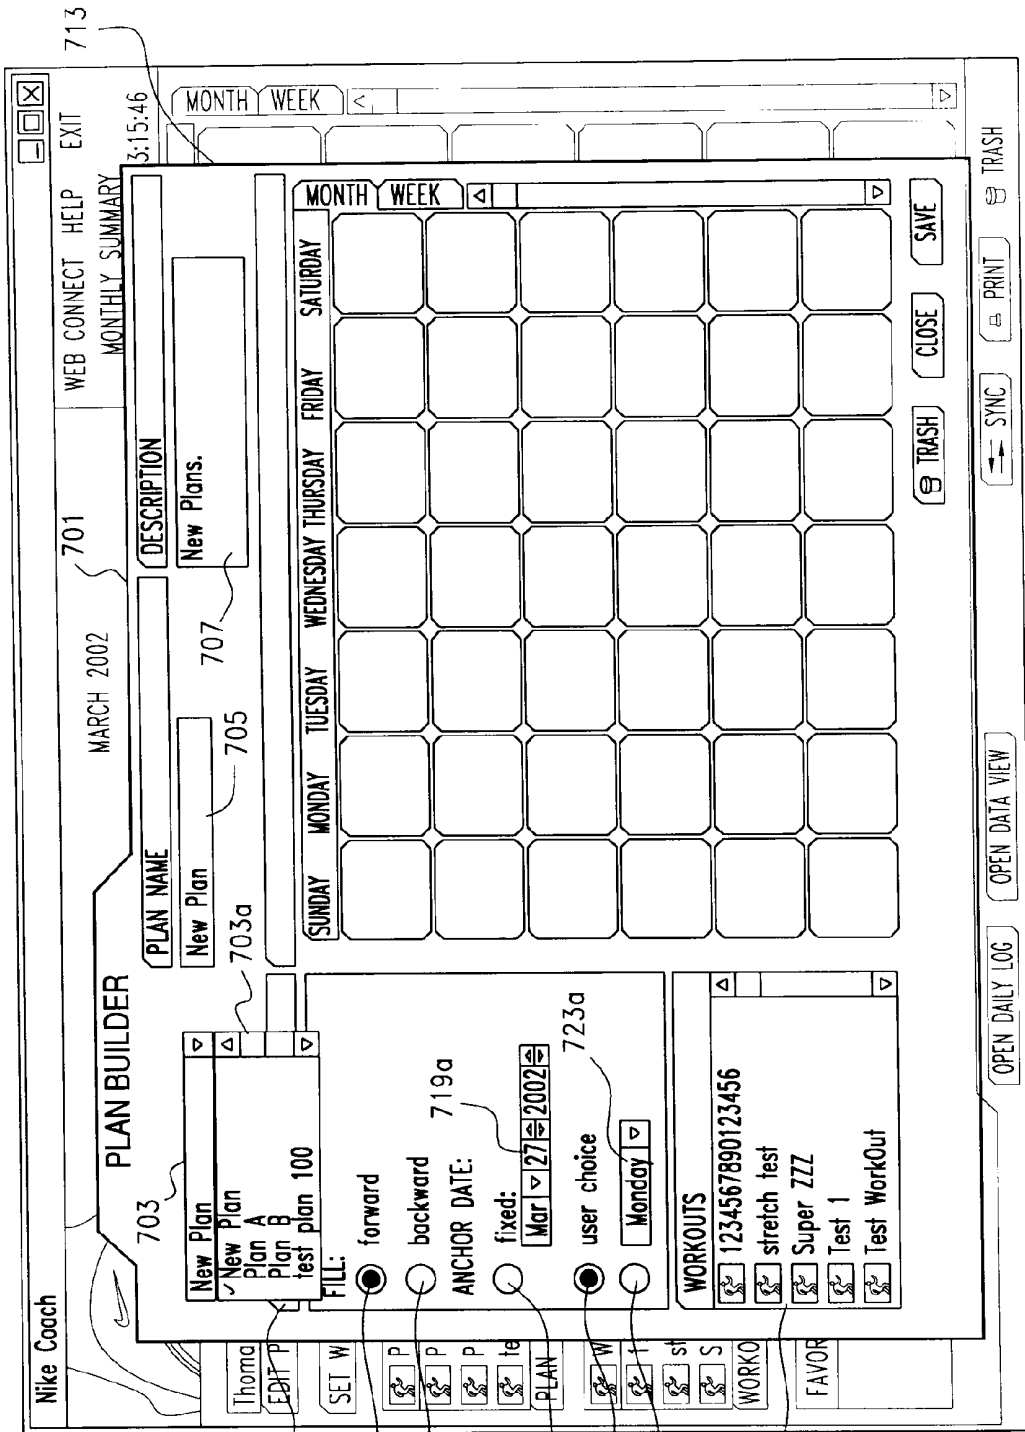 Nike Coach
WEB CONNECT HELP EXIT
MARCH 2002
MONTHLY SUMMARY
3:15:46
701
713
PLAN BUILDER
703
PLAN NAME
DESCRIPTION
New Plan
New Plan
New Plans.
703a
705
707
✓ New Plan
Plan A
Plan B
test plan 100
FILL:
forward
backward
ANCHOR DATE:
fixed:
Mar 27 2002
719a
user choice
Monday
723a
WORKOUTS
1234567890123456
stretch test
Super ZZZ
Test 1
Test WorkOut
SUNDAY MONDAY TUESDAY WEDNESDAY THURSDAY FRIDAY SATURDAY
MONTH WEEK
MONTH WEEK
TRASH CLOSE SAVE
Thoma
EDIT P
SET W
P
P
P
te
PLAN
W
st
S
WORKO
FAVOR
OPEN DAILY LOG OPEN DATA VIEW SYNC PRINT TRASH